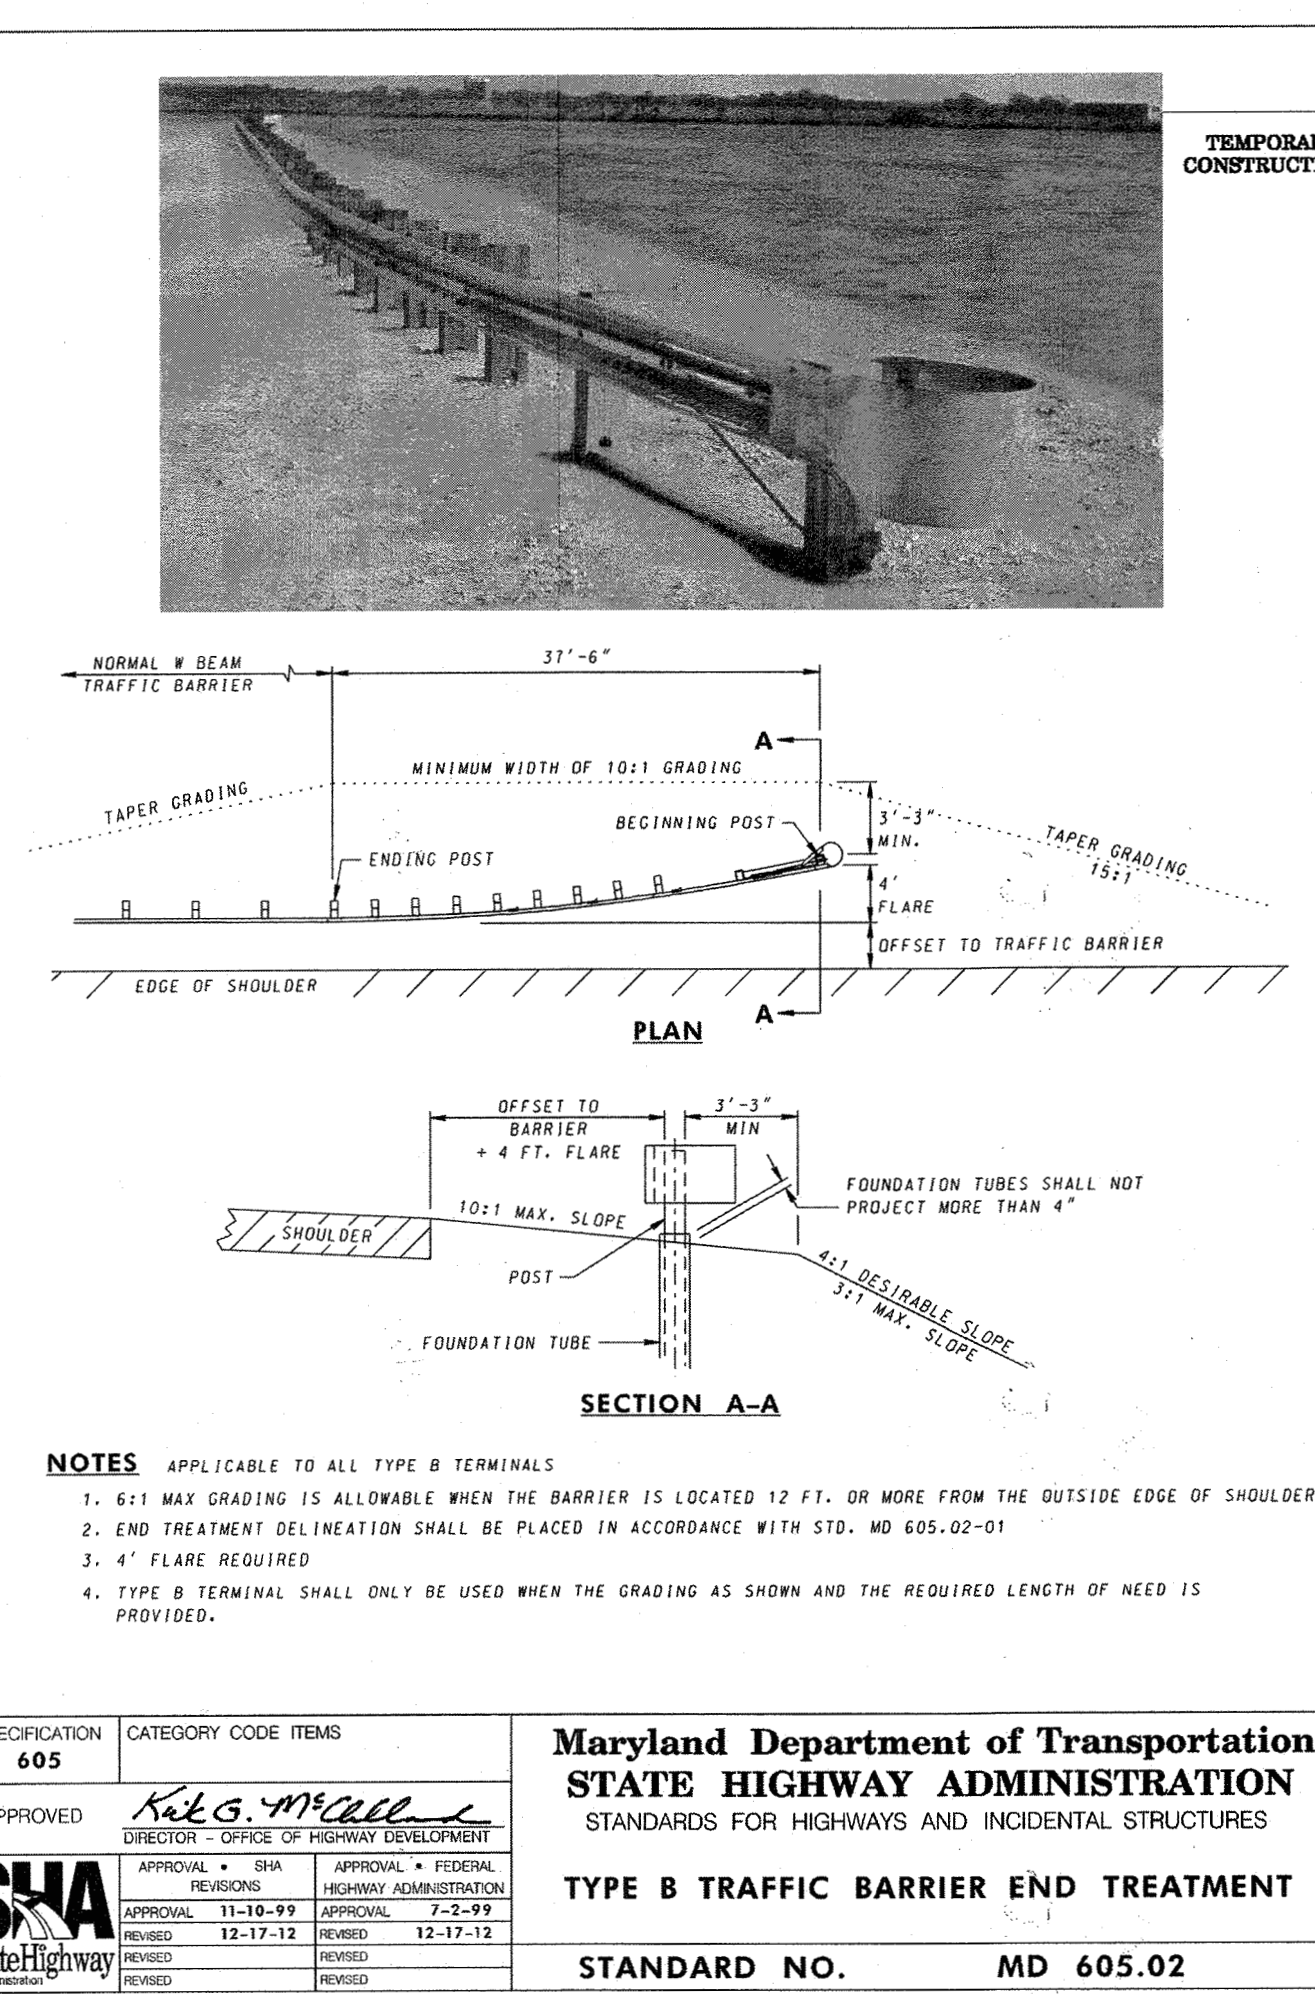 TEMPORA
CONSTRUCT
NORMAL W BEAM
TRAFFIC BARRIER
37'-6"
A
MINIMUM WIDTH OF 10:1 GRADING
TAPER GRADING
BEGINNING POST
3'-3"
MIN.
TAPER GRADING
15:1
ENDING POST
4'
FLARE
OFFSET TO TRAFFIC BARRIER
EDGE OF SHOULDER
A
PLAN
OFFSET TO
BARRIER
+ 4 FT. FLARE
3'-3"
MIN
FOUNDATION TUBES SHALL NOT
PROJECT MORE THAN 4"
10:1 MAX. SLOPE
SHOULDER
POST
4:1 DESIRABLE SLOPE
3:1 MAX. SLOPE
FOUNDATION TUBE
SECTION A-A
NOTES APPLICABLE TO ALL TYPE B TERMINALS
1. 6:1 MAX GRADING IS ALLOWABLE WHEN THE BARRIER IS LOCATED 12 FT. OR MORE FROM THE OUTSIDE EDGE OF SHOULDER
2. END TREATMENT DELINEATION SHALL BE PLACED IN ACCORDANCE WITH STD. MD 605.02-01
3. 4' FLARE REQUIRED
4. TYPE B TERMINAL SHALL ONLY BE USED WHEN THE GRADING AS SHOWN AND THE REQUIRED LENGTH OF NEED IS
PROVIDED.
ECIFICATION
605
CATEGORY CODE ITEMS
PPROVED
Kirk G. McClelland
DIRECTOR - OFFICE OF HIGHWAY DEVELOPMENT
SHA
teHighway
nistration
APPROVAL • SHA
REVISIONS
APPROVAL • FEDERAL
HIGHWAY ADMINISTRATION
APPROVAL 11-10-99
APPROVAL 7-2-99
REVISED 12-17-12
REVISED 12-17-12
REVISED
REVISED
REVISED
REVISED
Maryland Department of Transportation
STATE HIGHWAY ADMINISTRATION
STANDARDS FOR HIGHWAYS AND INCIDENTAL STRUCTURES
TYPE B TRAFFIC BARRIER END TREATMENT
STANDARD NO. MD 605.02